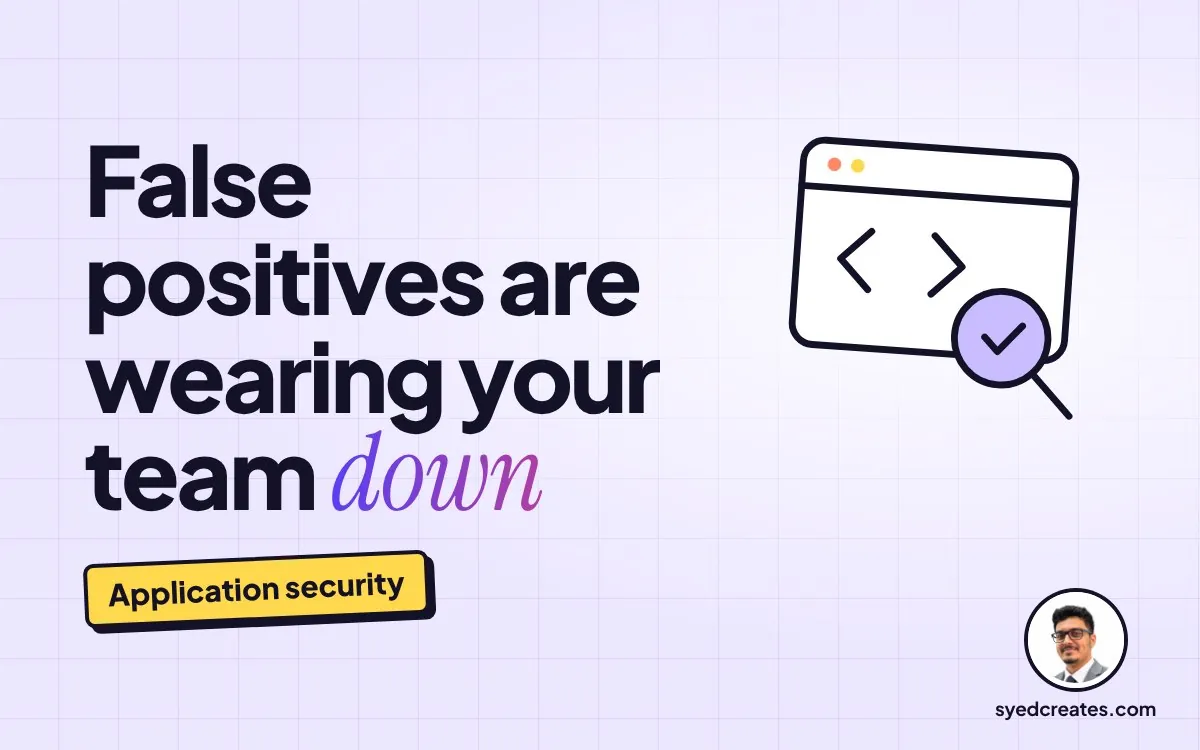 False
positives are
wearing your
team down
Application security
syedcreates.com